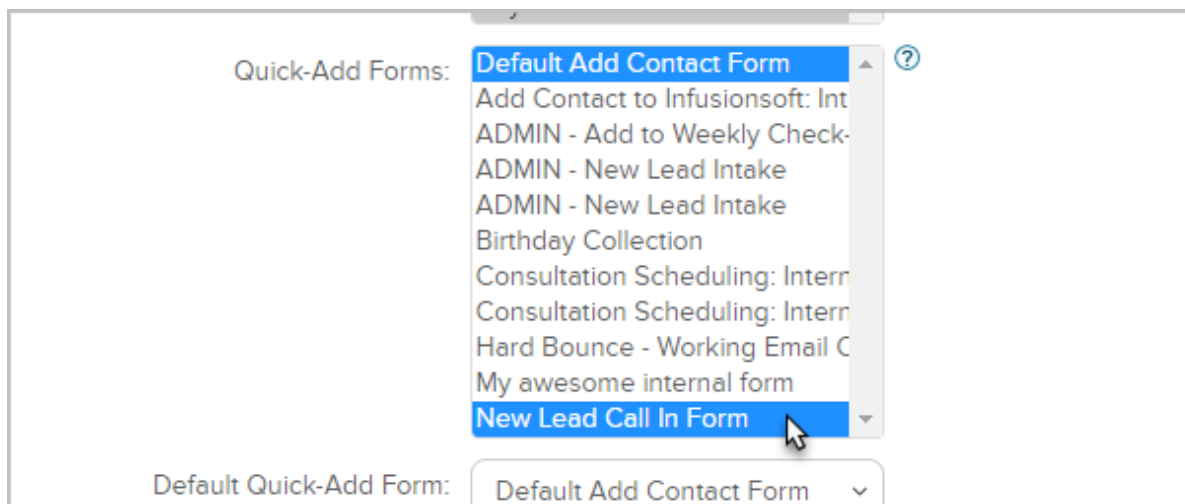 Quick-Add Forms:
Default Add Contact Form
Add Contact to Infusionsoft: Int
ADMIN - Add to Weekly Check-
ADMIN - New Lead Intake
ADMIN - New Lead Intake
Birthday Collection
Consultation Scheduling: Intern
Consultation Scheduling: Intern
Hard Bounce - Working Email C
My awesome internal form
New Lead Call In Form
Default Quick-Add Form:
Default Add Contact Form